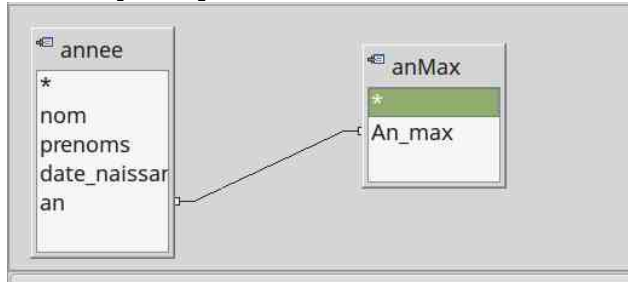 annee
*
nom
prenoms
date_naissar
an
anMax
*
An_max